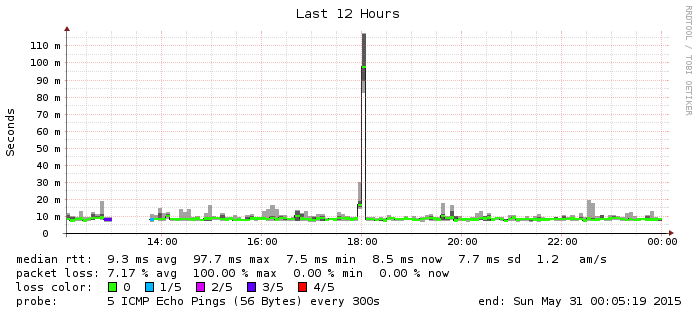 Last 12 Hours
RRDTOOL / TOBI OETIKER
Seconds
110 m
100 m
90 m
80 m
70 m
60 m
50 m
40 m
30 m
20 m
10 m
0
14:00 16:00 18:00 20:00 22:00 00:00
median rtt: 9.3 ms avg 97.7 ms max 7.5 ms min 8.5 ms now 7.7 ms sd 1.2 am/s
packet loss: 7.17 % avg 100.00 % max 0.00 % min 0.00 % now
loss color: 0 1/5 2/5 3/5 4/5
probe: 5 ICMP Echo Pings (56 Bytes) every 300s end: Sun May 31 00:05:19 2015